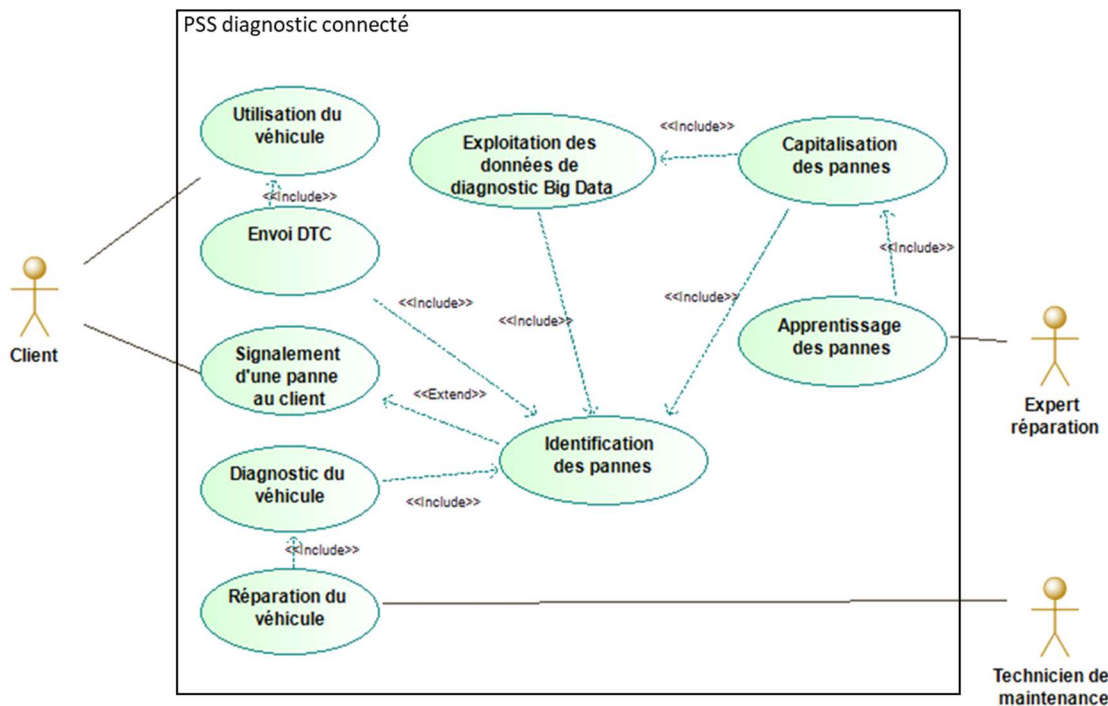 PSS diagnostic connecté
Utilisation du
véhicule
<<Include>>
Envoi DTC
Exploitation des
données de
diagnostic Big Data
<<Include>>
Capitalisation
des pannes
<<Include>>
<<Include>>
<<Include>>
<<Include>>
Apprentissage
des pannes
Client
Signalement
d'une panne
au client
<<Extend>>
Expert
réparation
Identification
des pannes
Diagnostic du
véhicule
<<Include>>
<<Include>>
Réparation du
véhicule
Technicien de
maintenance